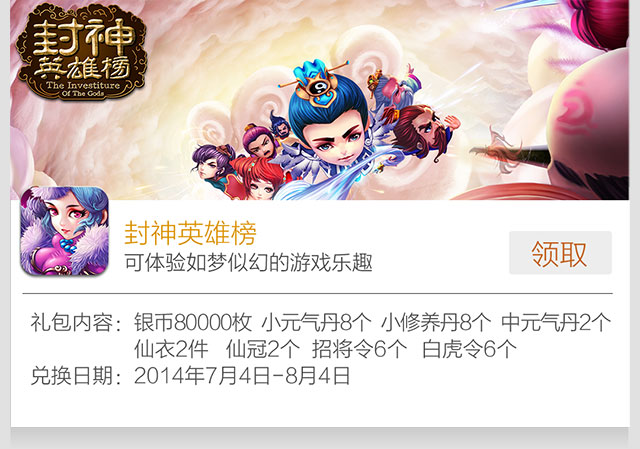 封神
英雄榜
The Investiture
Of The Gods
封神英雄榜
可体验如梦似幻的游戏乐趣
领取
礼包内容：银币80000枚 小元气丹8个 小修养丹8个 中元气丹2个
仙衣2件 仙冠2个 招将令6个 白虎令6个
兑换日期：2014年7月4日-8月4日